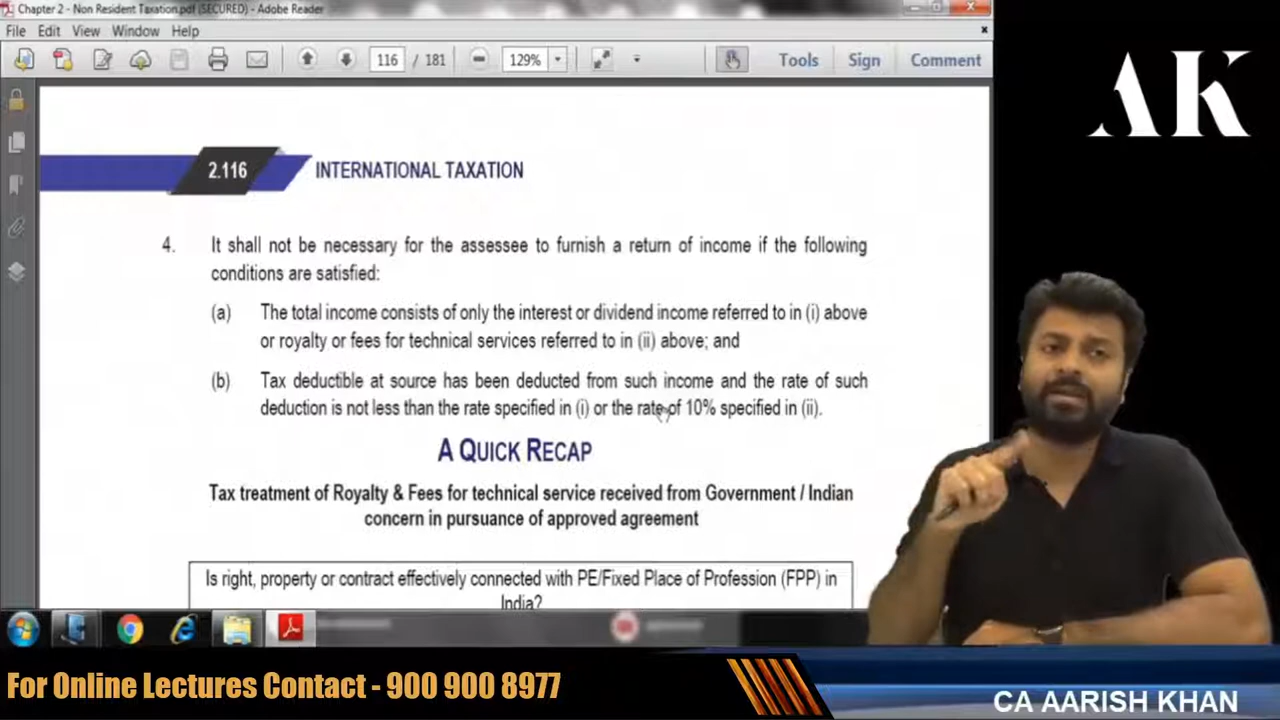 Chapter 2 - Non Resident Taxation.pdf (SECURED) - Adobe Reader
File Edit View Window Help
116 / 181 129% Tools Sign Comment
AK
2.116 INTERNATIONAL TAXATION
4. It shall not be necessary for the assessee to furnish a return of income if the following
conditions are satisfied:
(a) The total income consists of only the interest or dividend income referred to in (i) above
or royalty or fees for technical services referred to in (ii) above; and
(b) Tax deductible at source has been deducted from such income and the rate of such
deduction is not less than the rate specified in (i) or the rate of 10% specified in (ii).
A QUICK RECAP
Tax treatment of Royalty & Fees for technical service received from Government / Indian
concern in pursuance of approved agreement
Is right, property or contract effectively connected with PE/Fixed Place of Profession (FPP) in
India?
For Online Lectures Contact - 900 900 8977
CA AARISH KHAN